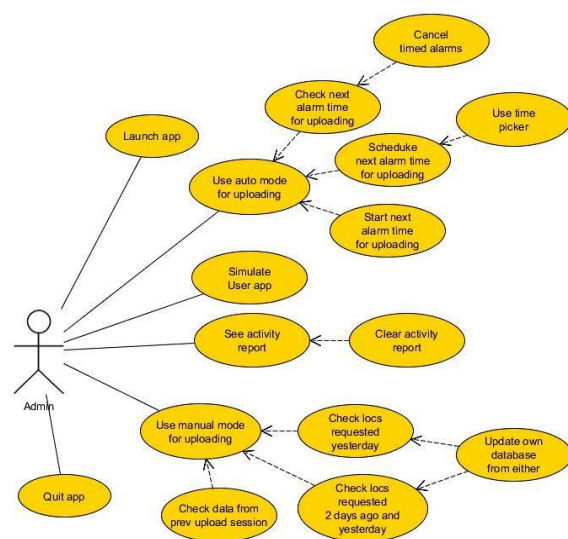 Cancel
timed alarms
Check next
alarm time
for uploading
Use time
picker
Launch app
Scheduke
next alarm time
for uploading
Use auto mode
for uploading
Start next
alarm time
for uploading
Simulate
User app
See activity
report
Clear activity
report
Admin
Use manual mode
for uploading
Check locs
requested
yesterday
Update own
database
from either
Quit app
Check data from
prev upload session
Check locs
requested
2 days ago and
yesterday